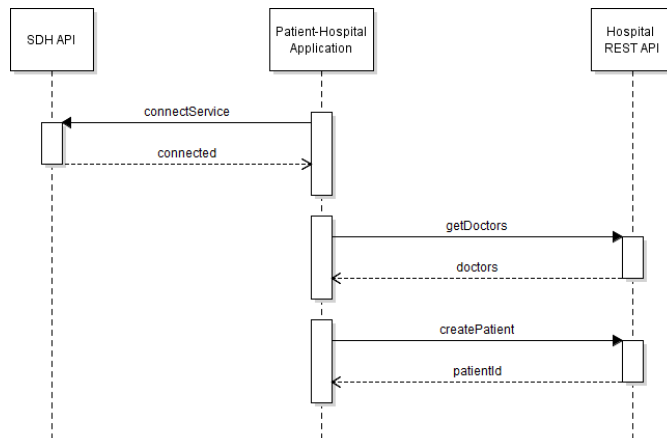 SDH API
Patient-Hospital
Application
Hospital
REST API
connectService
connected
getDoctors
doctors
createPatient
patientId